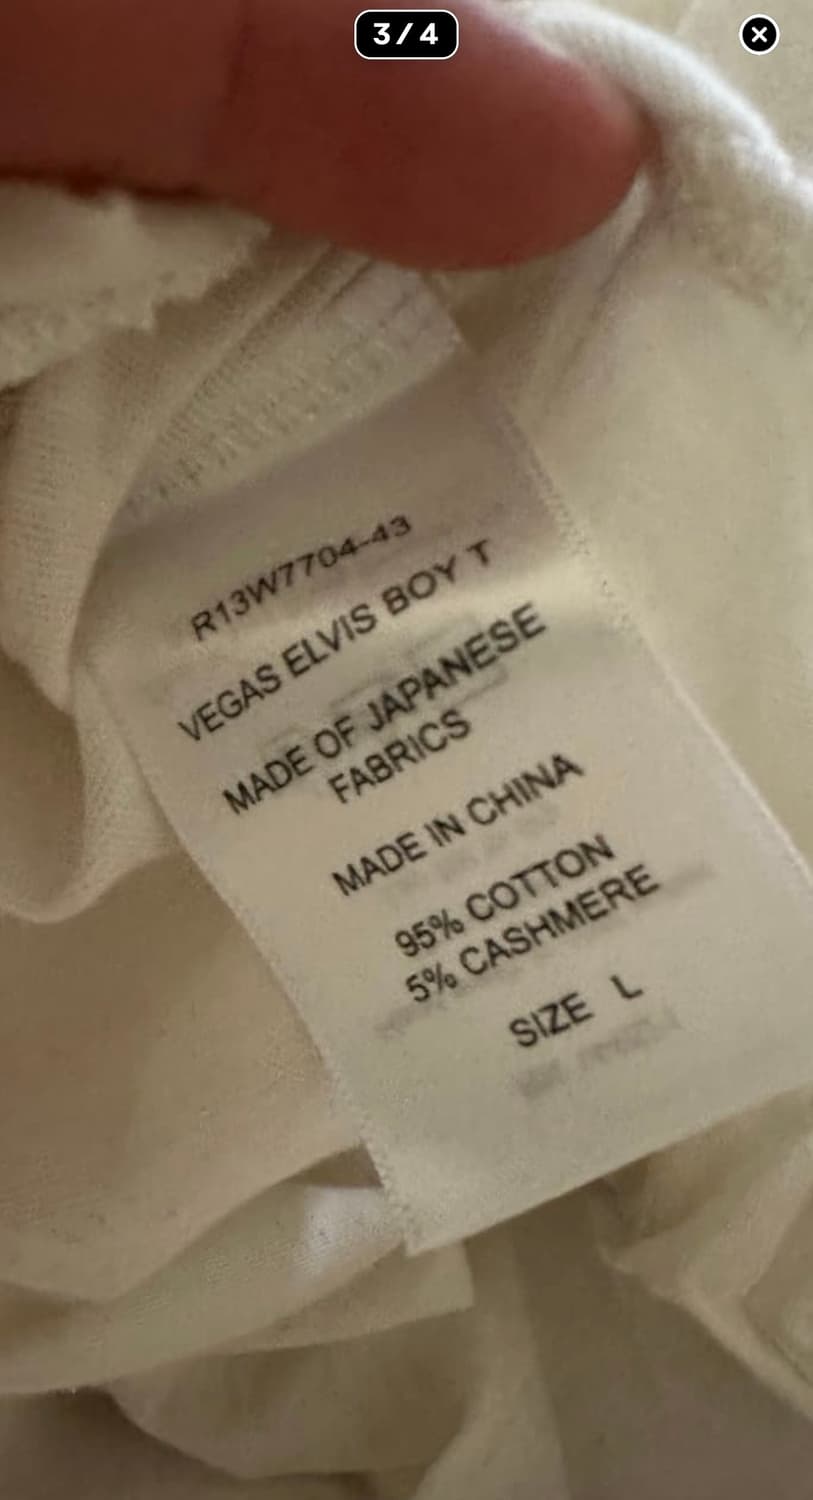 3/4
R13W7704-43
VEGAS ELVIS BOY T
MADE OF JAPANESE
FABRICS
MADE IN CHINA
95% COTTON
5% CASHMERE
SIZE L